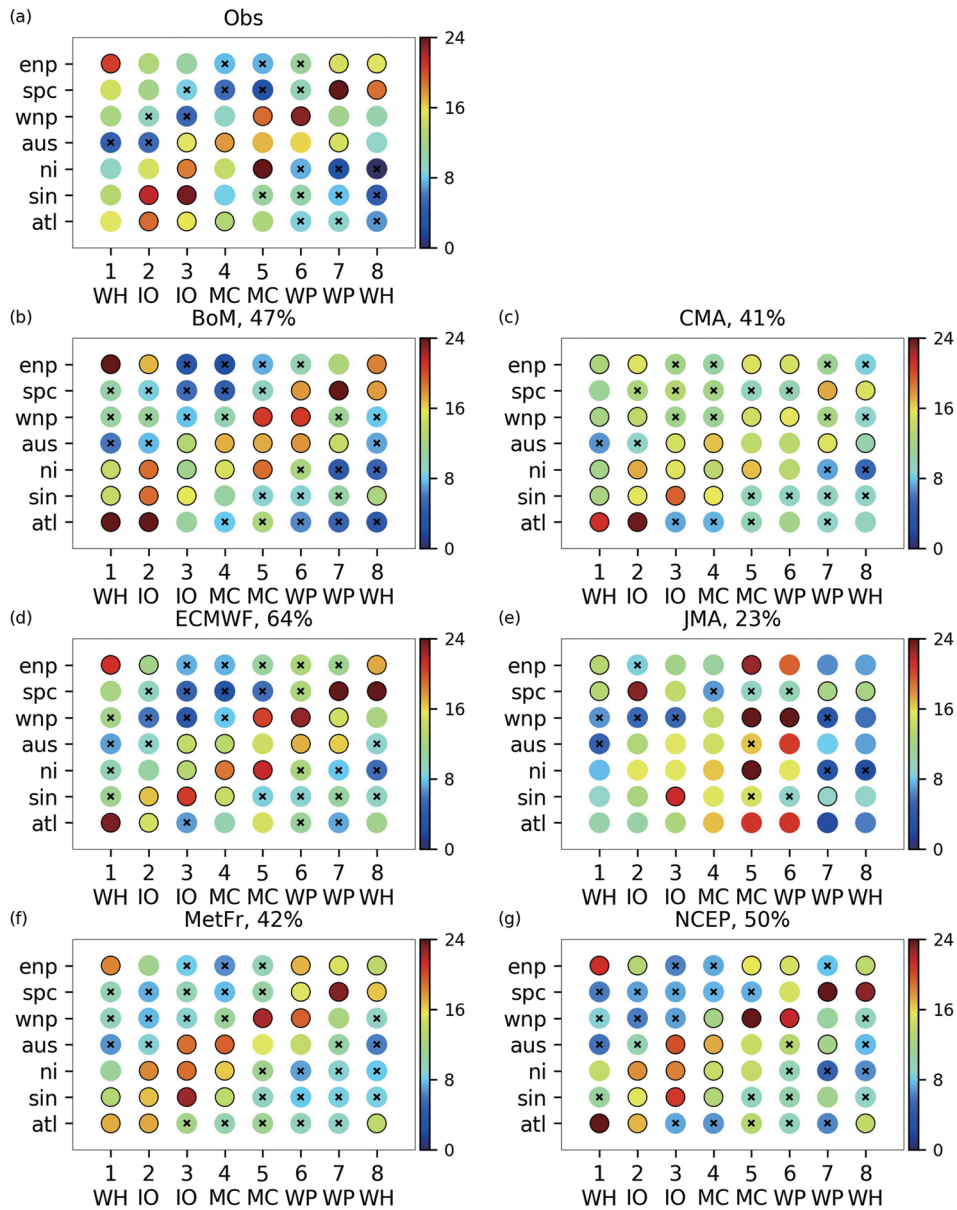 (a)
Obs
enp
spc
wnp
aus
ni
sin
atl
1 2 3 4 5 6 7 8
WH IO IO MC MC WP WP WH
24
16
8
0
(b)
BoM, 47%
enp
spc
wnp
aus
ni
sin
atl
1 2 3 4 5 6 7 8
WH IO IO MC MC WP WP WH
24
16
8
0
(c)
CMA, 41%
enp
spc
wnp
aus
ni
sin
atl
1 2 3 4 5 6 7 8
WH IO IO MC MC WP WP WH
24
16
8
0
(d)
ECMWF, 64%
enp
spc
wnp
aus
ni
sin
atl
1 2 3 4 5 6 7 8
WH IO IO MC MC WP WP WH
24
16
8
0
(e)
JMA, 23%
enp
spc
wnp
aus
ni
sin
atl
1 2 3 4 5 6 7 8
WH IO IO MC MC WP WP WH
24
16
8
0
(f)
MetFr, 42%
enp
spc
wnp
aus
ni
sin
atl
1 2 3 4 5 6 7 8
WH IO IO MC MC WP WP WH
24
16
8
0
(g)
NCEP, 50%
enp
spc
wnp
aus
ni
sin
atl
1 2 3 4 5 6 7 8
WH IO IO MC MC WP WP WH
24
16
8
0